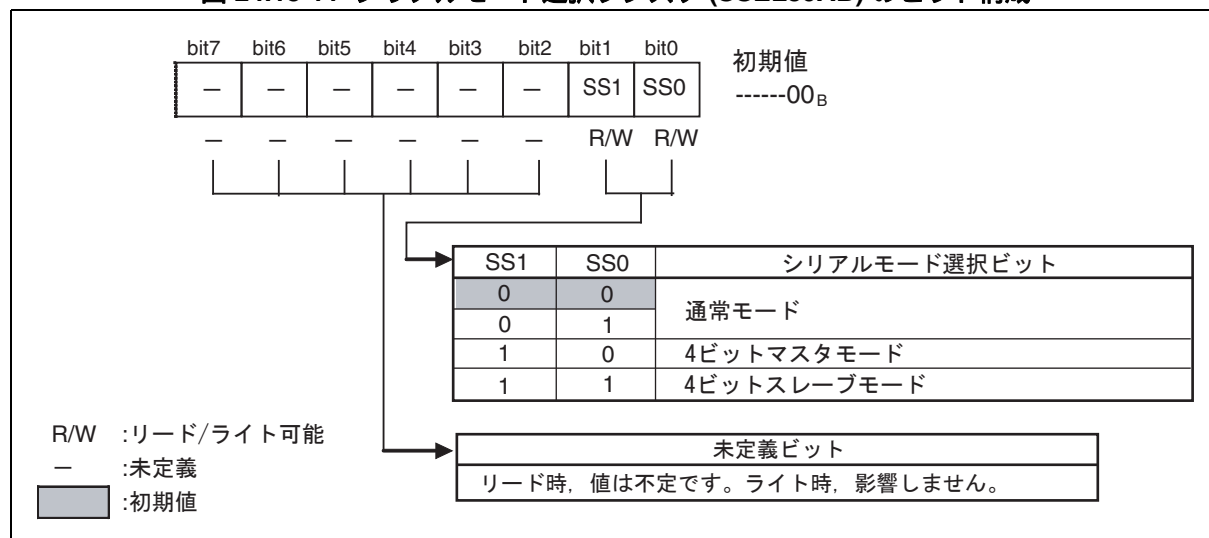 bit7 bit6 bit5 bit4 bit3 bit2 bit1 bit0
初期値
− − − − − − SS1 SS0
------00B
− − − − − − R/W R/W
SS1 SS0 シリアルモード選択ビット
0 0 通常モード
0 1
1 0 4ビットマスタモード
1 1 4ビットスレーブモード
R/W :リード/ライト可能
− :未定義
:初期値
未定義ビット
リード時，値は不定です。ライト時，影響しません。